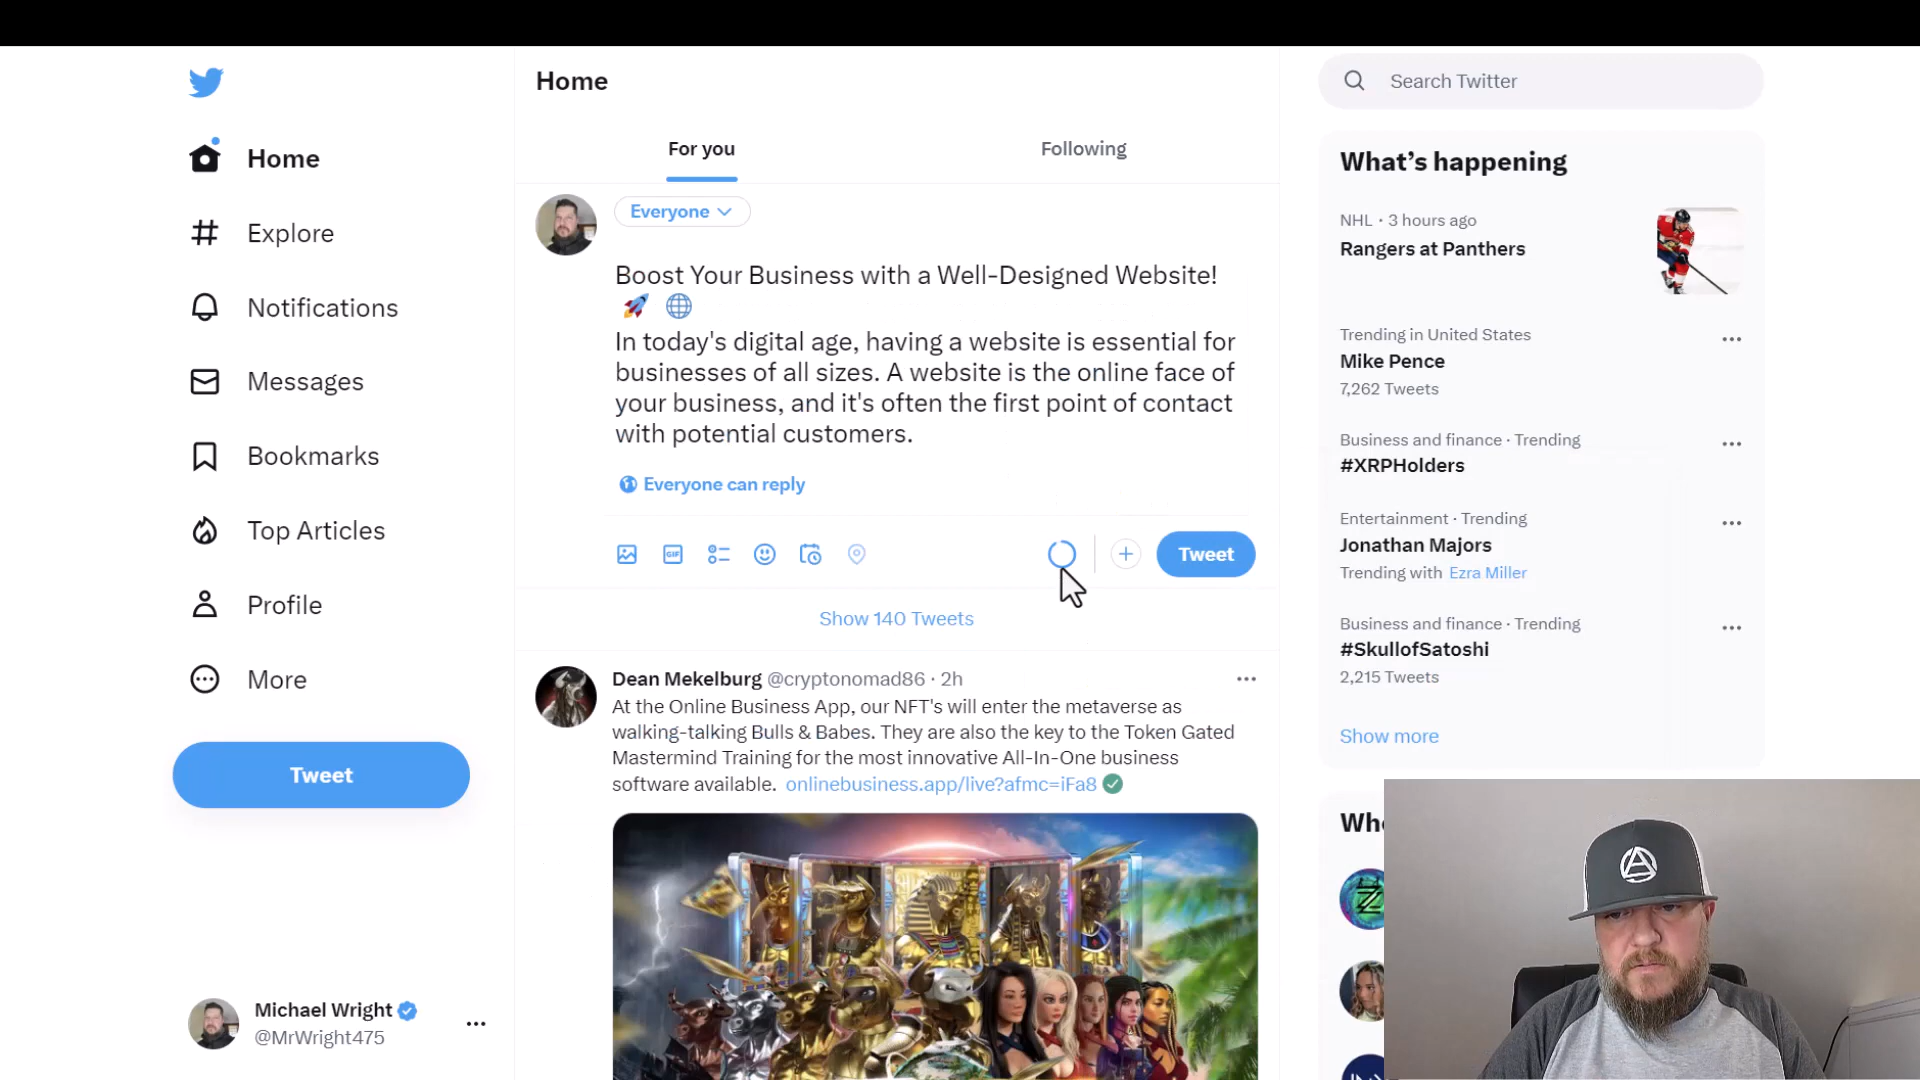 Home
Explore
Notifications
Messages
Bookmarks
Top Articles
Profile
More
Tweet
Michael Wright
@MrWright475
Home
For you
Following
Everyone
Boost Your Business with a Well-Designed Website!
🚀 🌐
In today's digital age, having a website is essential for
businesses of all sizes. A website is the online face of
your business, and it's often the first point of contact
with potential customers.
Everyone can reply
GIF
Tweet
Show 140 Tweets
Dean Mekelburg @cryptonomad86 · 2h
At the Online Business App, our NFT's will enter the metaverse as
walking-talking Bulls & Babes. They are also the key to the Token Gated
Mastermind Training for the most innovative All-In-One business
software available. onlinebusiness.app/live?afmc=iFa8
Search Twitter
What's happening
NHL · 3 hours ago
Rangers at Panthers
Trending in United States
Mike Pence
7,262 Tweets
Business and finance · Trending
#XRPHolders
Entertainment · Trending
Jonathan Majors
Trending with Ezra Miller
Business and finance · Trending
#SkullofSatoshi
2,215 Tweets
Show more